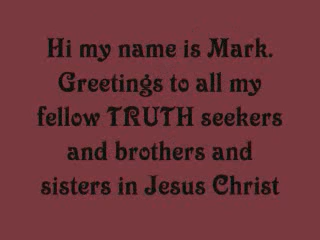 Hi my name is Mark.
Greetings to all my
fellow TRUTH seekers
and brothers and
sisters in Jesus Christ